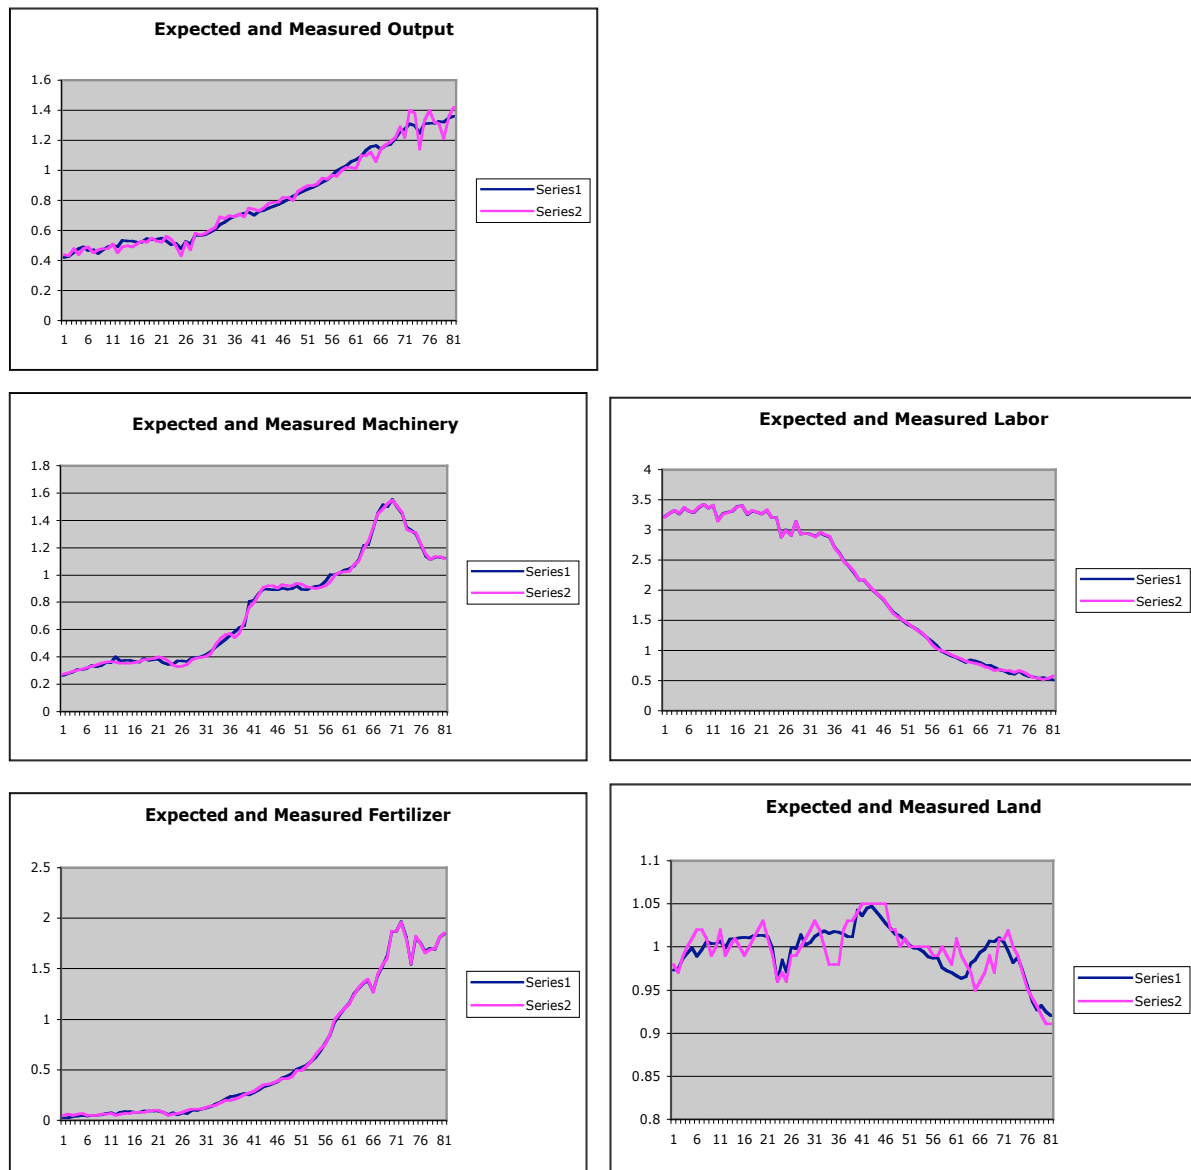 Expected and Measured Output
1.6
1.4
1.2
1
0.8
0.6
0.4
0.2
0
1 6 11 16 21 26 31 36 41 46 51 56 61 66 71 76 81
Series1
Series2
Expected and Measured Machinery
1.8
1.6
1.4
1.2
1
0.8
0.6
0.4
0.2
0
1 6 11 16 21 26 31 36 41 46 51 56 61 66 71 76 81
Series1
Series2
Expected and Measured Labor
4
3.5
3
2.5
2
1.5
1
0.5
0
1 6 11 16 21 26 31 36 41 46 51 56 61 66 71 76 81
Series1
Series2
Expected and Measured Fertilizer
2.5
2
1.5
1
0.5
0
1 6 11 16 21 26 31 36 41 46 51 56 61 66 71 76 81
Series1
Series2
Expected and Measured Land
1.1
1.05
1
0.95
0.9
0.85
0.8
1 6 11 16 21 26 31 36 41 46 51 56 61 66 71 76 81
Series1
Series2